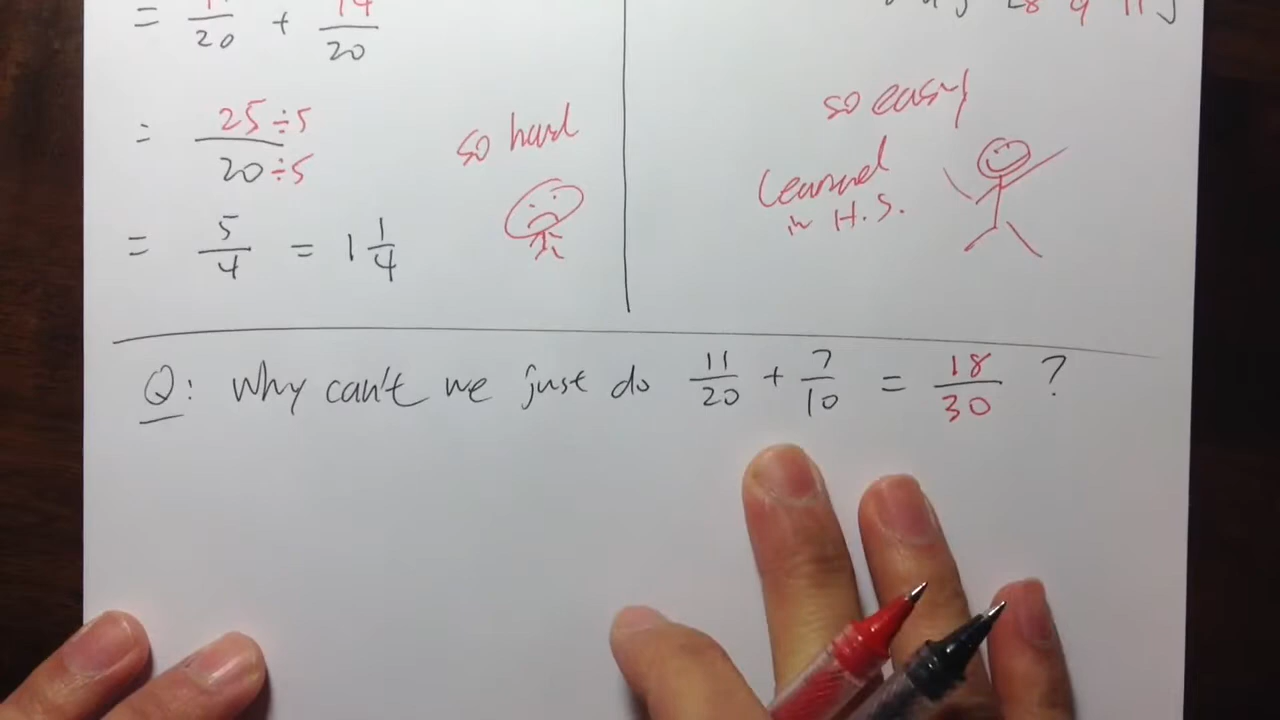 = 11/20 + 14/20
= 25÷5/20÷5
= 5/4 = 1 1/4
so hard
so easy
Learned
in H.S.
Q: Why can't we just do 11/20 + 7/10 = 18/30 ?